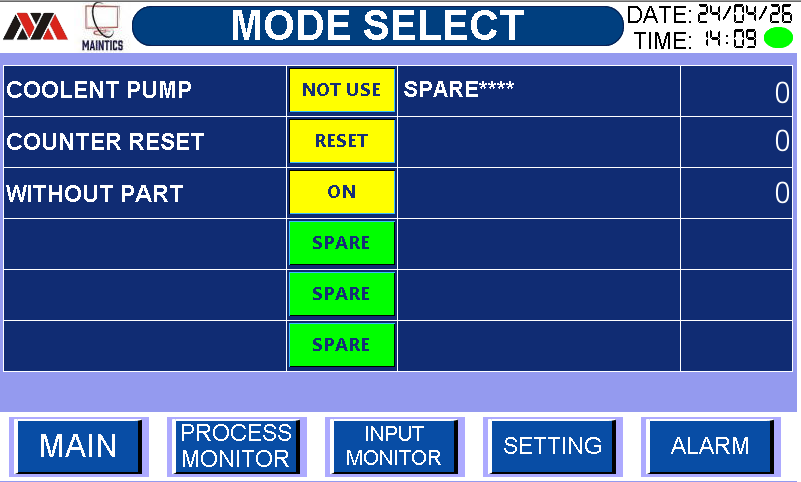 MAINTICS
MODE SELECT
DATE: 24/04/26
TIME: 14:09
COOLENT PUMP NOT USE SPARE**** 0
COUNTER RESET RESET 0
WITHOUT PART ON 0
SPARE
SPARE
SPARE
MAIN
PROCESS
MONITOR
INPUT
MONITOR
SETTING
ALARM